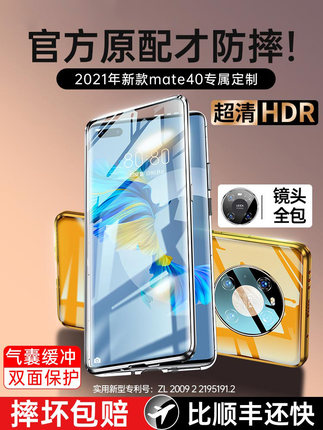 官方原配才防摔!
2021年新款mate40专属定制
超清HDR
08:08
镜头
全包
气囊缓冲
双面保护
实用新型专利号: ZL 2009 2 2195191.2
摔坏包赔
比顺丰还快